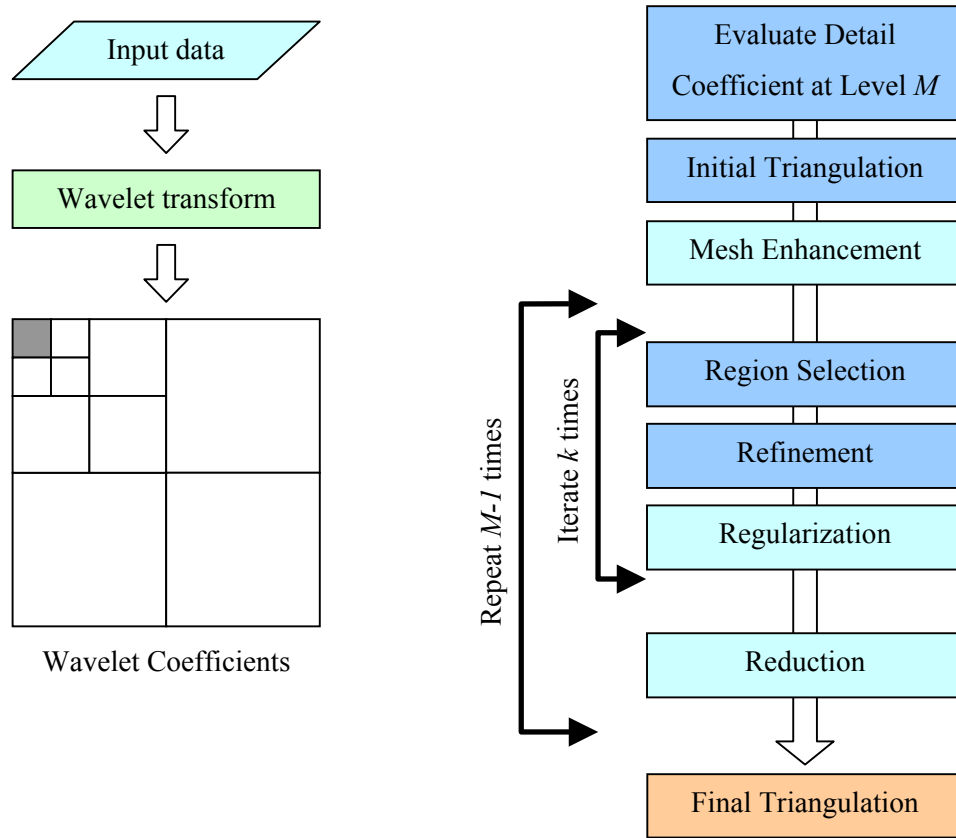 Input data
Wavelet transform
Wavelet Coefficients
Evaluate Detail
Coefficient at Level M
Initial Triangulation
Mesh Enhancement
Region Selection
Refinement
Regularization
Reduction
Final Triangulation
Repeat M-1 times
Iterate k times